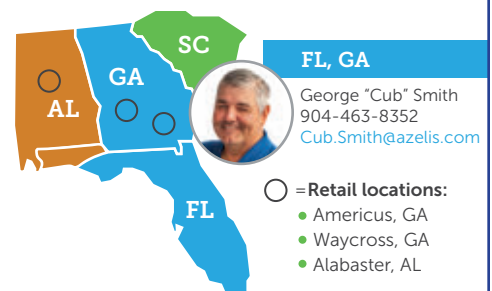 SC
GA
AL
FL
FL, GA
George “Cub” Smith
904-463-8352
Cub.Smith@azelis.com
= Retail locations:
• Americus, GA
• Waycross, GA
• Alabaster, AL